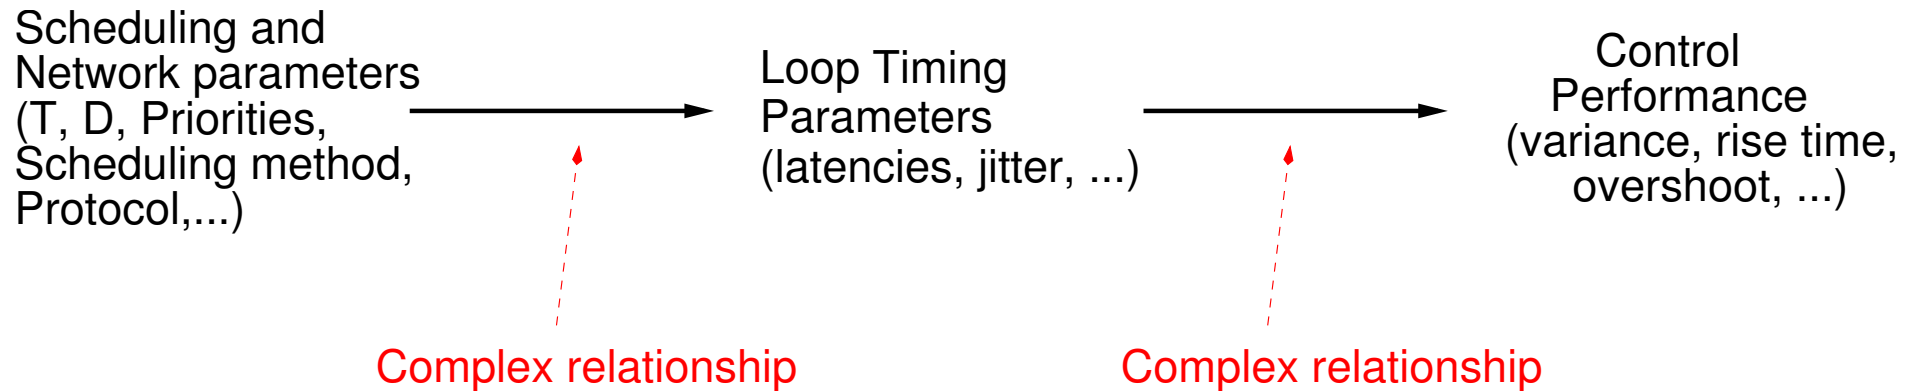 Scheduling and
Network parameters
(T, D, Priorities,
Scheduling method,
Protocol,...)
Loop Timing
Parameters
(latencies, jitter, ...)
Control
Performance
(variance, rise time,
overshoot, ...)
Complex relationship
Complex relationship